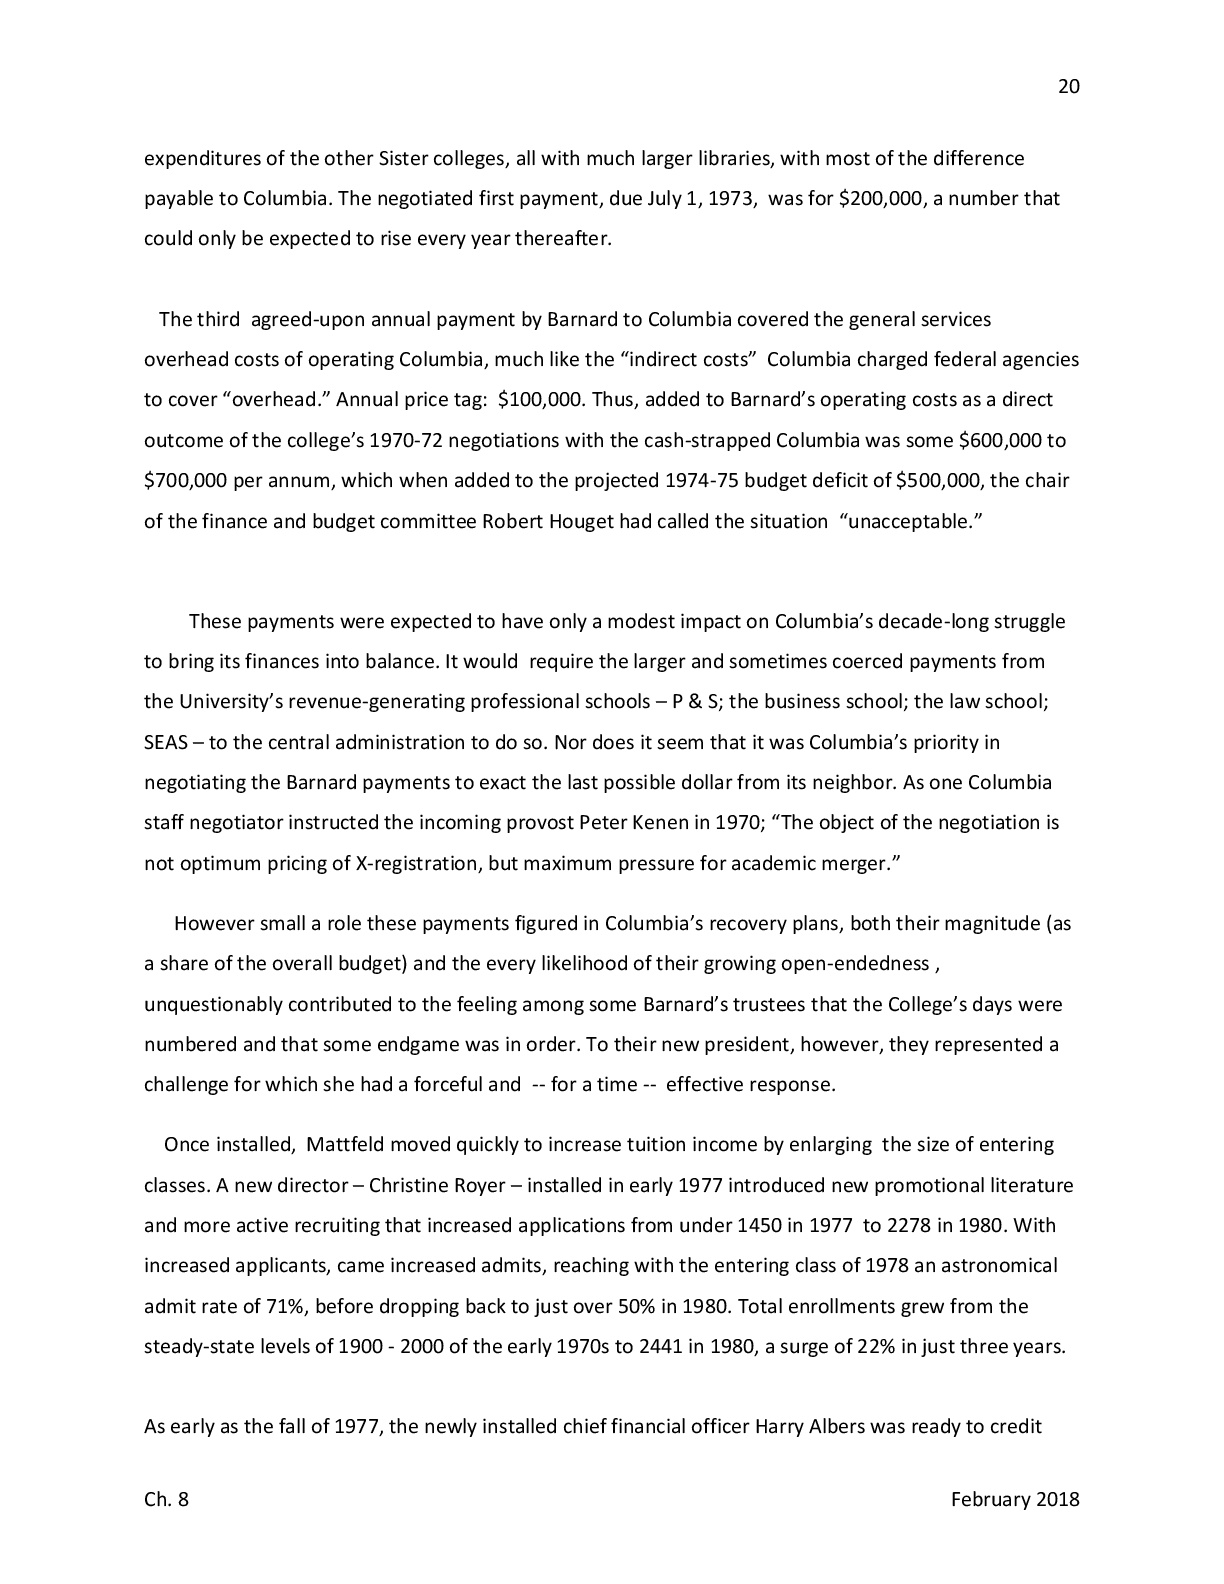 20
expenditures of the other Sister colleges, all with much larger libraries, with most of the difference
payable to Columbia. The negotiated first payment, due July 1, 1973,  was for $200,000, a number that
could only be expected to rise every year thereafter.
The third  agreed-upon annual payment by Barnard to Columbia covered the general services
overhead costs of operating Columbia, much like the “indirect costs”  Columbia charged federal agencies
to cover “overhead.” Annual price tag:  $100,000. Thus, added to Barnard’s operating costs as a direct
outcome of the college’s 1970-72 negotiations with the cash-strapped Columbia was some $600,000 to
$700,000 per annum, which when added to the projected 1974-75 budget deficit of $500,000, the chair
of the finance and budget committee Robert Houget had called the situation  “unacceptable.”
These payments were expected to have only a modest impact on Columbia’s decade-long struggle
to bring its finances into balance. It would  require the larger and sometimes coerced payments from
the University’s revenue-generating professional schools – P & S; the business school; the law school;
SEAS – to the central administration to do so. Nor does it seem that it was Columbia’s priority in
negotiating the Barnard payments to exact the last possible dollar from its neighbor. As one Columbia
staff negotiator instructed the incoming provost Peter Kenen in 1970; “The object of the negotiation is
not optimum pricing of X-registration, but maximum pressure for academic merger.”
However small a role these payments figured in Columbia’s recovery plans, both their magnitude (as
a share of the overall budget) and the every likelihood of their growing open-endedness ,
unquestionably contributed to the feeling among some Barnard’s trustees that the College’s days were
numbered and that some endgame was in order. To their new president, however, they represented a
challenge for which she had a forceful and  -- for a time --  effective response.
Once installed,  Mattfeld moved quickly to increase tuition income by enlarging  the size of entering
classes. A new director – Christine Royer – installed in early 1977 introduced new promotional literature
and more active recruiting that increased applications from under 1450 in 1977  to 2278 in 1980. With
increased applicants, came increased admits, reaching with the entering class of 1978 an astronomical
admit rate of 71%, before dropping back to just over 50% in 1980. Total enrollments grew from the
steady-state levels of 1900 - 2000 of the early 1970s to 2441 in 1980, a surge of 22% in just three years.
As early as the fall of 1977, the newly installed chief financial officer Harry Albers was ready to credit
Ch. 8
February 2018